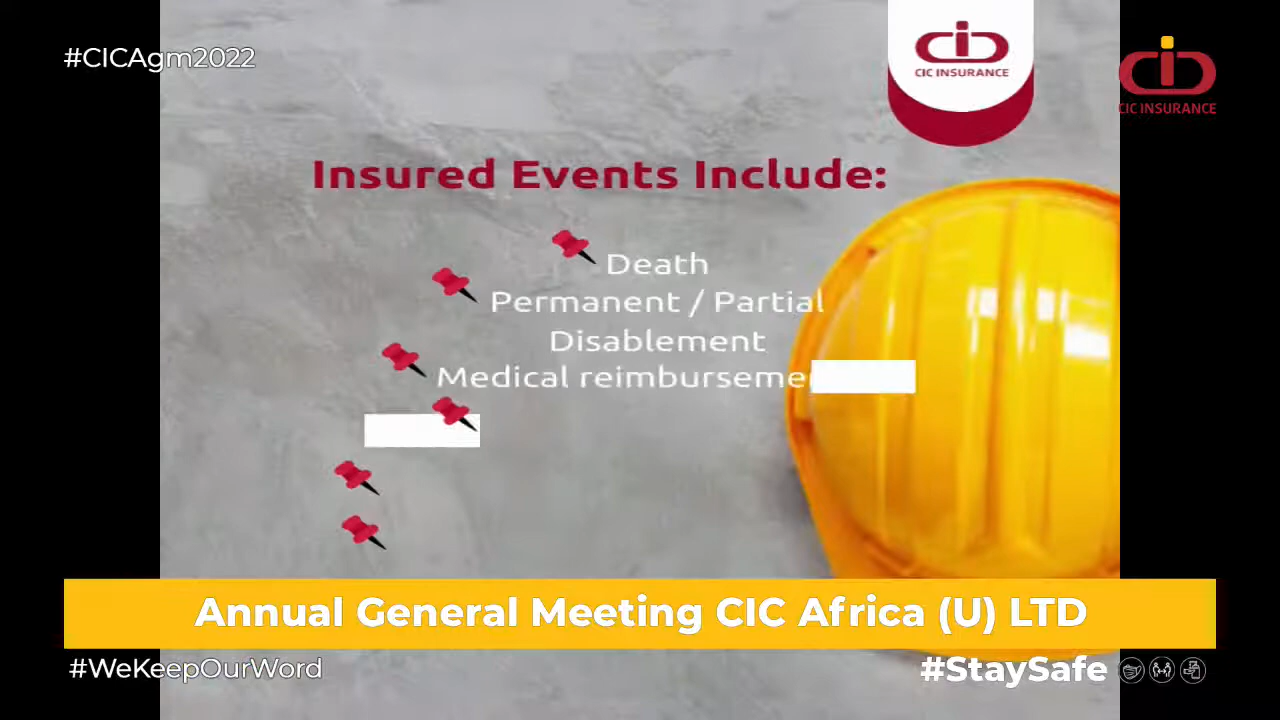 #CICAgm2022
CIC INSURANCE
CIC INSURANCE
Insured Events Include:
Death
Permanent / Partial
Disablement
Medical
Annual General Meeting CIC Africa (U) LTD
#WeKeepOurWord
#StaySafe